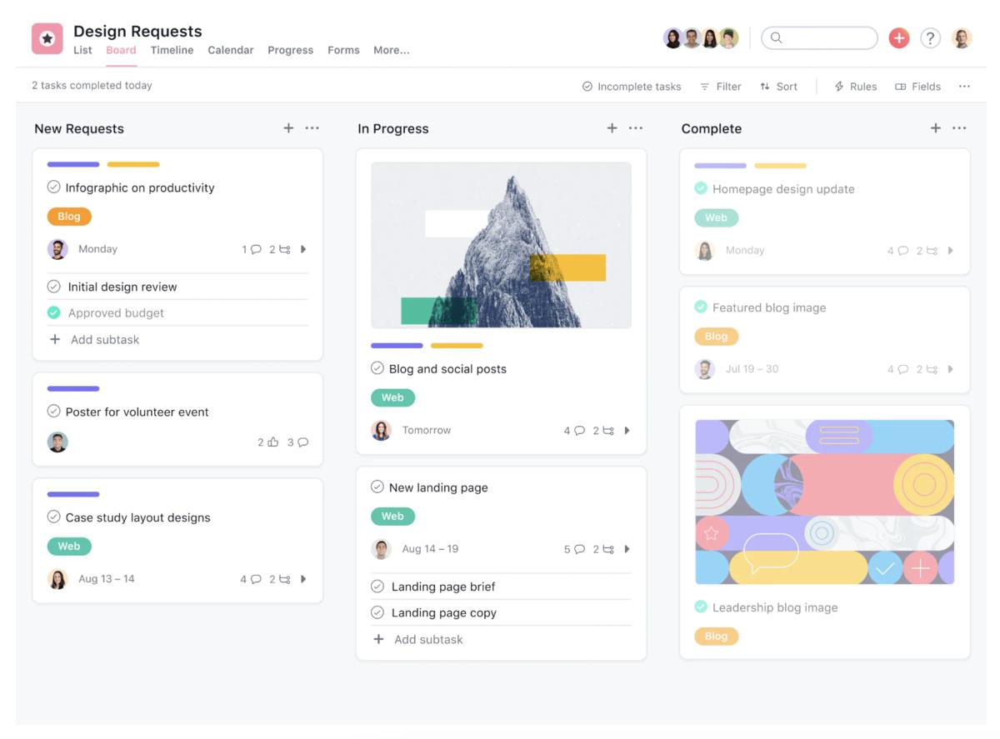 Design Requests
List Board Timeline Calendar Progress Forms More...
?
2 tasks completed today
Incomplete tasks Filter Sort Rules Fields
New Requests
Infographic on productivity
Blog
Monday 1 2
Initial design review
Approved budget
Add subtask
Poster for volunteer event
2 3
Case study layout designs
Web
Aug 13 – 14 4 2
In Progress
Blog and social posts
Web
Tomorrow 4 2
New landing page
Web
Aug 14 – 19 5 2
Landing page brief
Landing page copy
Add subtask
Complete
Homepage design update
Web
Monday 4 2
Featured blog image
Blog
Jul 19 – 30 4 2
Leadership blog image
Blog